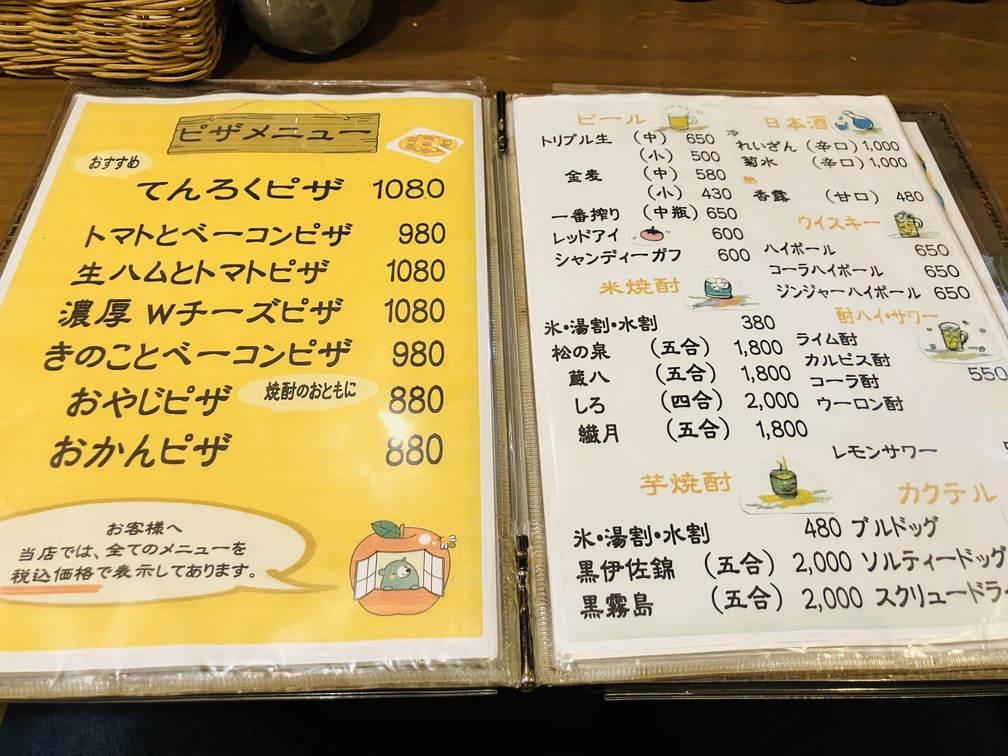 ピザメニュー
おすすめ
てんろくピザ 1080
トマトとベーコンピザ 980
生ハムとトマトピザ 1080
濃厚 Wチーズピザ 1080
きのことベーコンピザ 980
おやじピザ 焼酎のおともに 880
おかんピザ 880
お客様へ
当店では、全てのメニューを
税込価格で表示してあります。
ビール
トリプル生 (中) 650
(小) 500
金麦 (中) 580
(小) 430
一番搾り (中瓶) 650
レッドアイ 600
シャンディーガフ 600
米焼酎
氷・湯割・水割 380
松の泉 (五合) 1,800
蔵八 (五合) 1,800
しろ (四合) 2,000
繊月 (五合) 1,800
芋焼酎
氷・湯割・水割 480
黒伊佐錦 (五合) 2,000
黒霧島 (五合) 2,000
日本酒
冷
れいざん (辛口) 1,000
菊水 (辛口) 1,000
香露 (甘口) 480
ウイスキー
ハイボール 650
コーラハイボール 650
ジンジャーハイボール 650
酎ハイ・サワー
ライム酎
カルピス酎 550
コーラ酎
ウーロン酎
レモンサワー
カクテル
ブルドッグ
ソルティードッグ
スクリュードラ